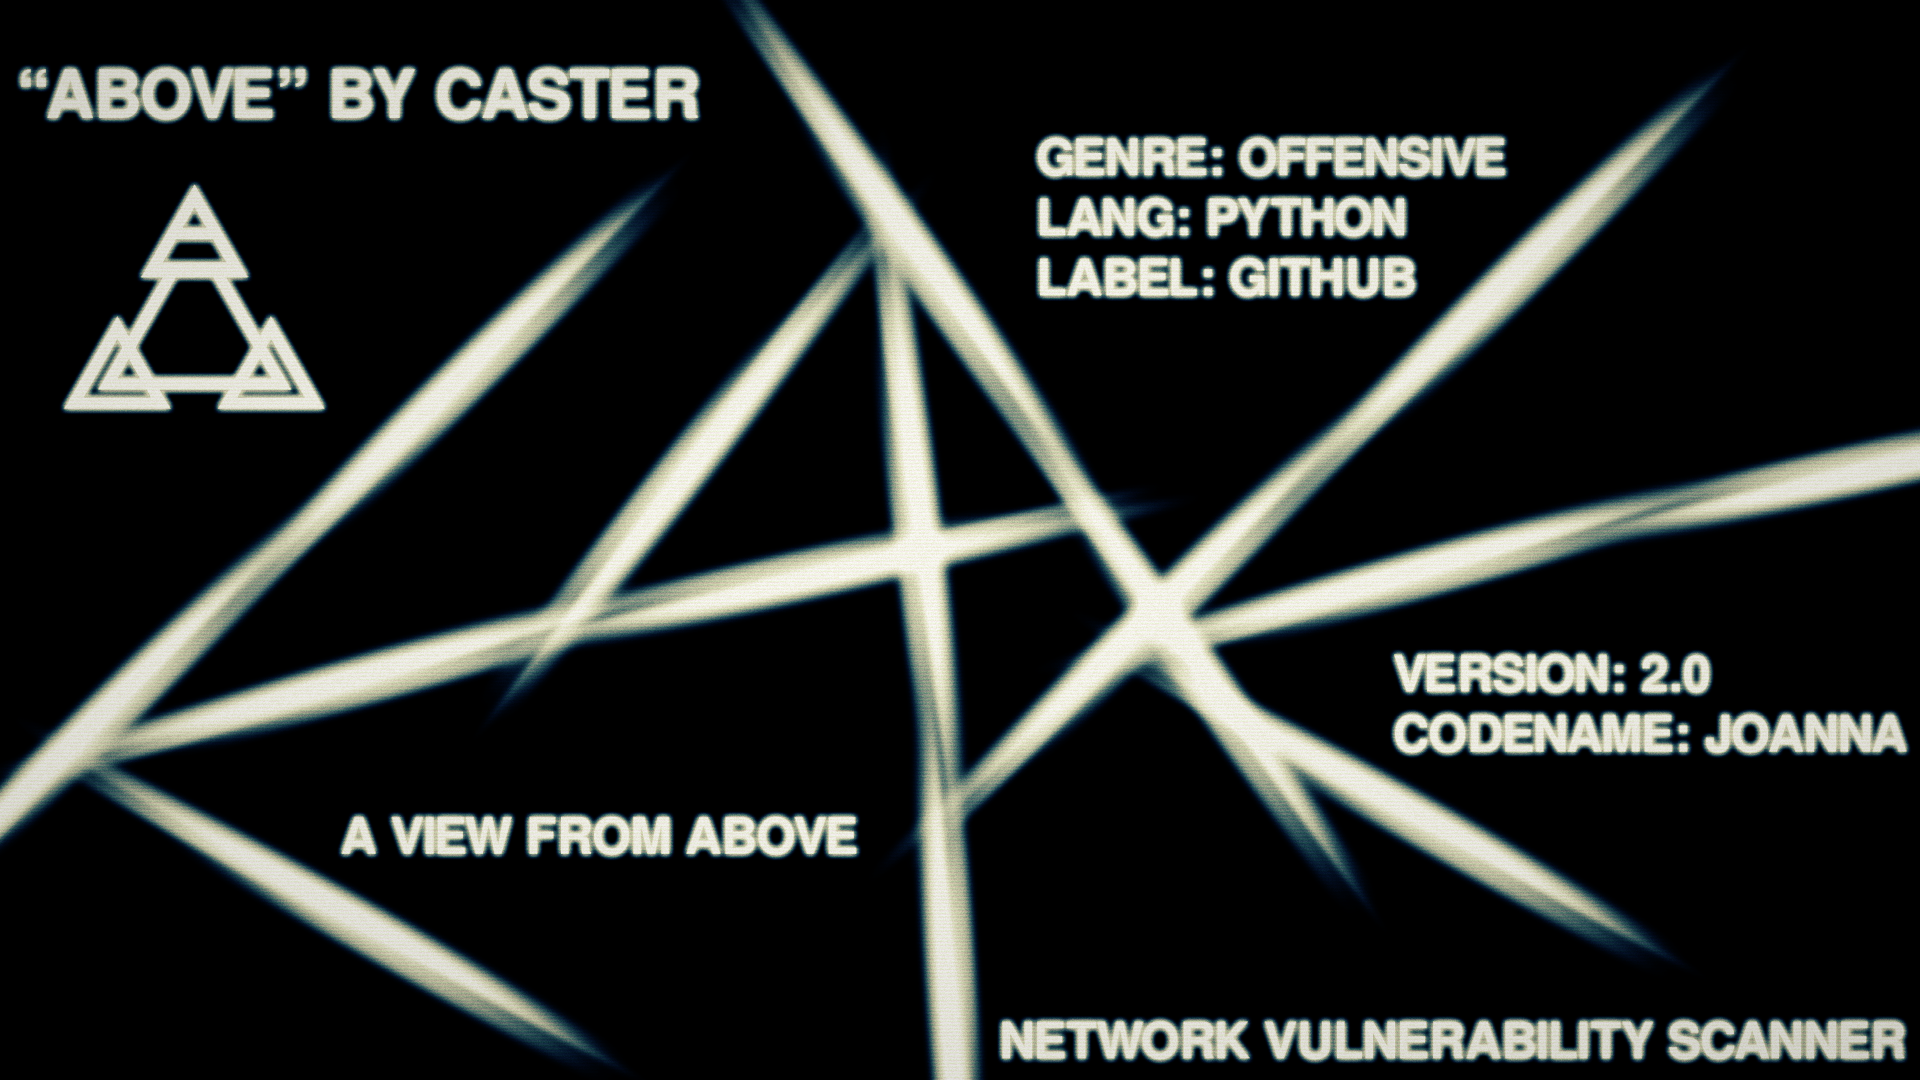 “ABOVE” BY CASTER
GENRE: OFFENSIVE
LANG: PYTHON
LABEL: GITHUB
VERSION: 2.0
CODENAME: JOANNA
A VIEW FROM ABOVE
NETWORK VULNERABILITY SCANNER